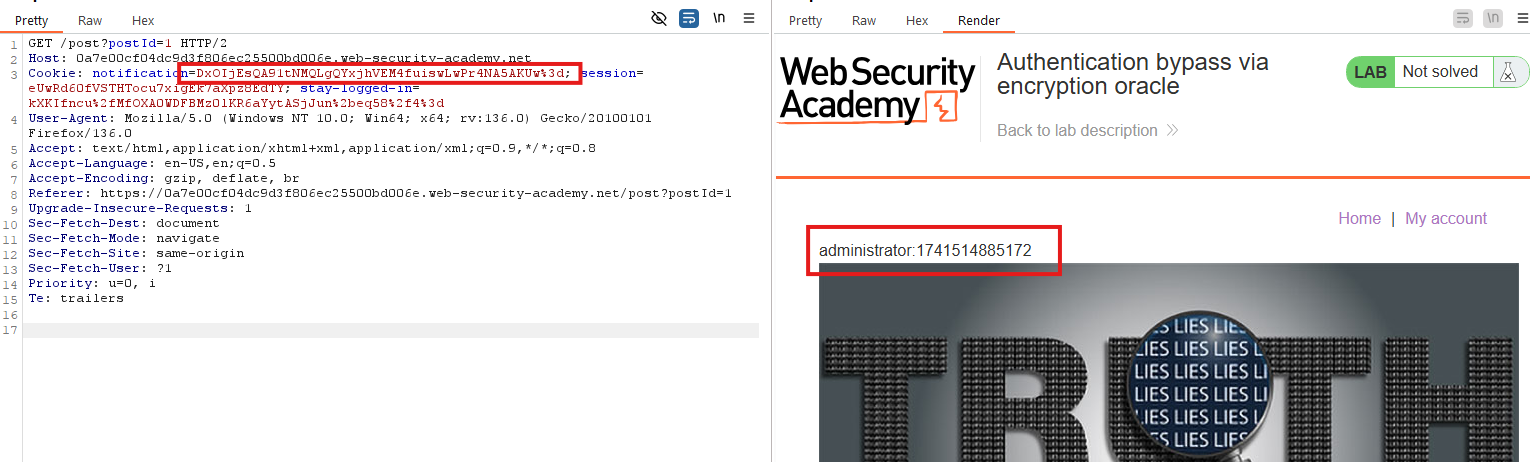 Pretty Raw Hex \n
1 GET /post?postId=1 HTTP/2
2 Host: 0a7e00cf04dc9d3f806ec25500bd006e.web-security-academy.net
3 Cookie: notification=DxOIjEsQA9ltNMQLgQYxjhVEM4fuiswLwPr4NA5AKUw%3d; session=
eUwRd60fVSTHTocu7x1gEk7aXpz8EdTY; stay-logged-in=
kXKIfncu%2fMfOXAOWDFBMzOlKR6aYytASjJun%2beq58%2f4%3d
4 User-Agent: Mozilla/5.0 (Windows NT 10.0; Win64; x64; rv:136.0) Gecko/20100101
Firefox/136.0
5 Accept: text/html,application/xhtml+xml,application/xml;q=0.9,*/*;q=0.8
6 Accept-Language: en-US,en;q=0.5
7 Accept-Encoding: gzip, deflate, br
8 Referer: https://0a7e00cf04dc9d3f806ec25500bd006e.web-security-academy.net/post?postId=1
9 Upgrade-Insecure-Requests: 1
10 Sec-Fetch-Dest: document
11 Sec-Fetch-Mode: navigate
12 Sec-Fetch-Site: same-origin
13 Sec-Fetch-User: ?1
14 Priority: u=0, i
15 Te: trailers
16
17
Pretty Raw Hex Render \n
WebSecurity
Academy
Authentication bypass via
encryption oracle
Back to lab description
LAB Not solved
Home | My account
administrator:1741514885172
LIES LIES LIES
LIES LIES LIES LI
LIES LIES LIES LI
LIES LIES LIES LI
LIES LIES LIES
LIES LIES LIES
TRUTH